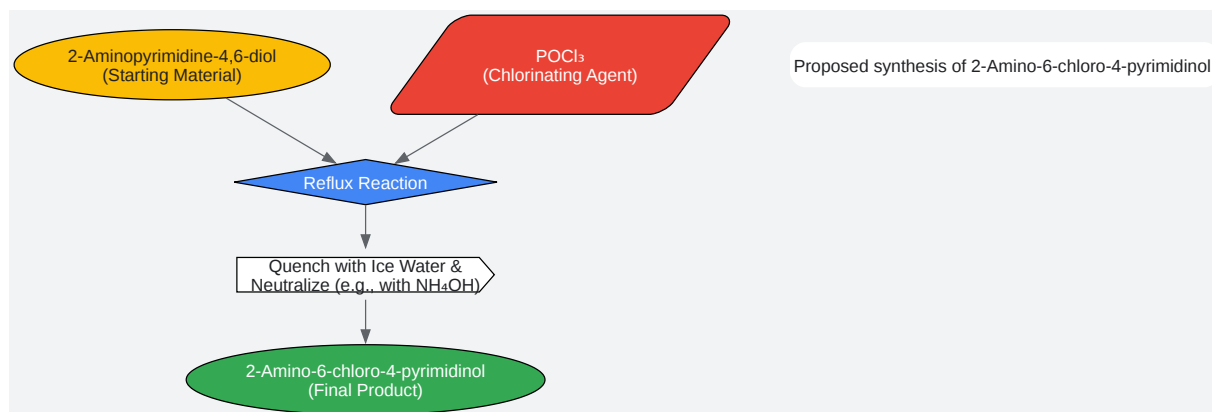 2-Aminopyrimidine-4,6-diol
(Starting Material)
POCl₃
(Chlorinating Agent)
Proposed synthesis of 2-Amino-6-chloro-4-pyrimidinol
Reflux Reaction
Quench with Ice Water &
Neutralize (e.g., with NH₄OH)
2-Amino-6-chloro-4-pyrimidinol
(Final Product)